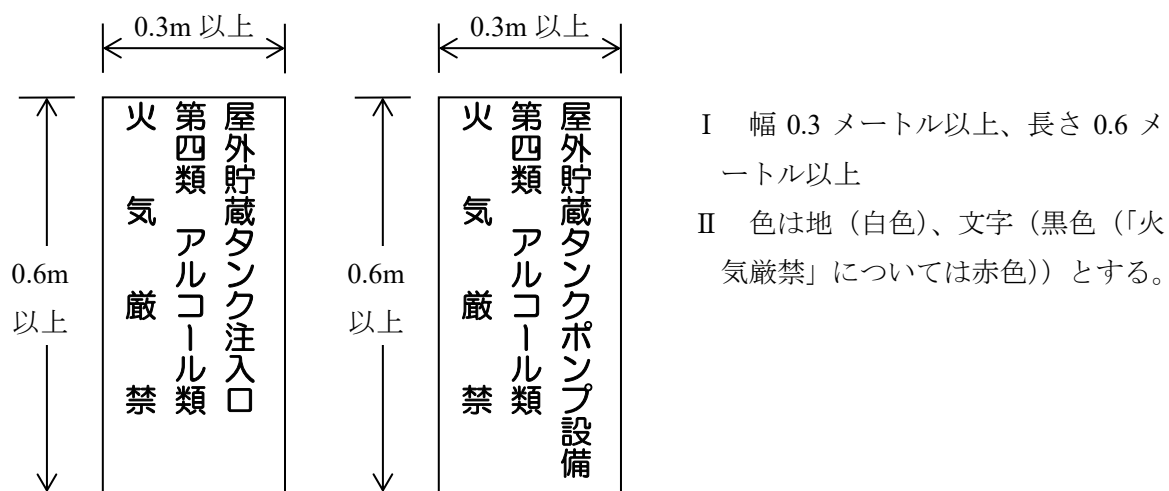 0.3m 以上
0.6m
以上
屋外貯蔵タンク注入口
第四類 アルコール類
火気厳禁
0.3m 以上
0.6m
以上
屋外貯蔵タンクポンプ設備
第四類 アルコール類
火気厳禁
Ⅰ 幅 0.3 メートル以上、長さ 0.6 メ
ートル以上
Ⅱ 色は地（白色）、文字（黒色（「火
気厳禁」については赤色））とする。